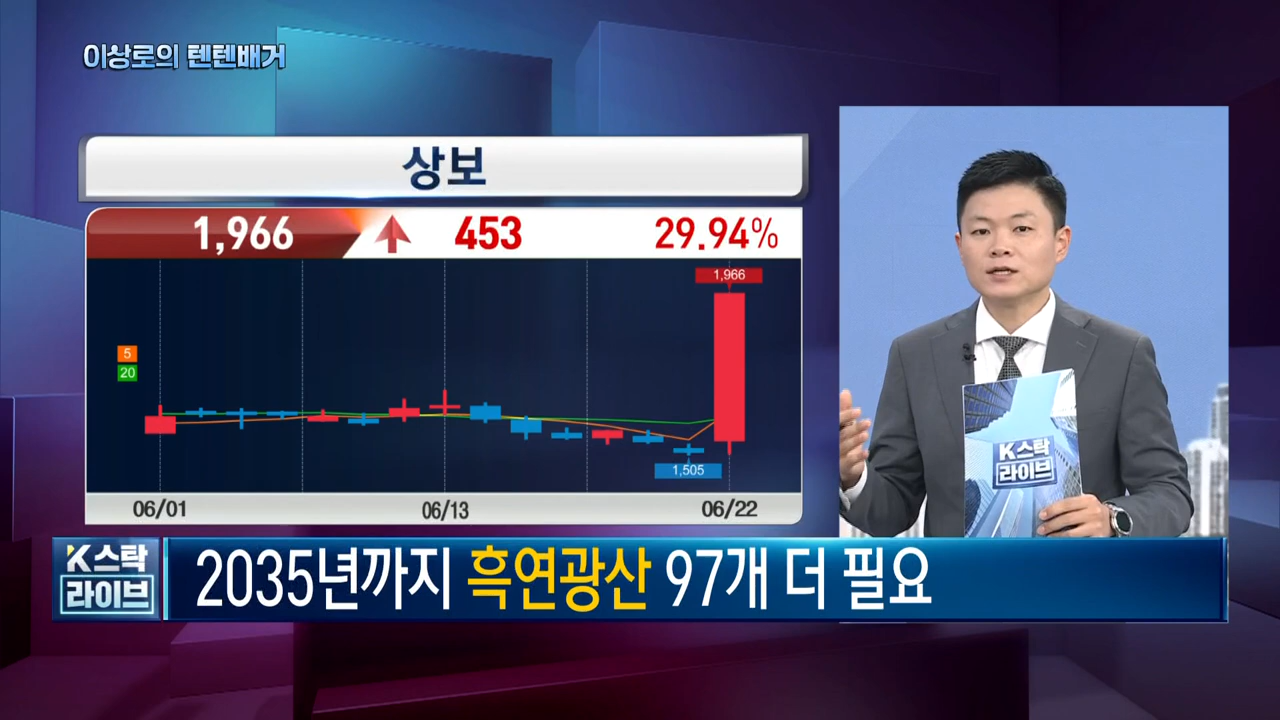 이상로의 텐텐배거
상보
1,966 453 29.94%
1,966
5
20
1,505
06/01 06/13 06/22
K스탁
라이브
K스탁
라이브
2035년까지 흑연광산 97개 더 필요